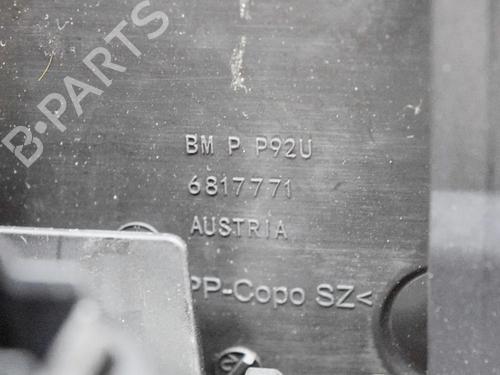 B-PARTS
BM P P92U
6817771
AUSTRIA
PP-Copo SZ<